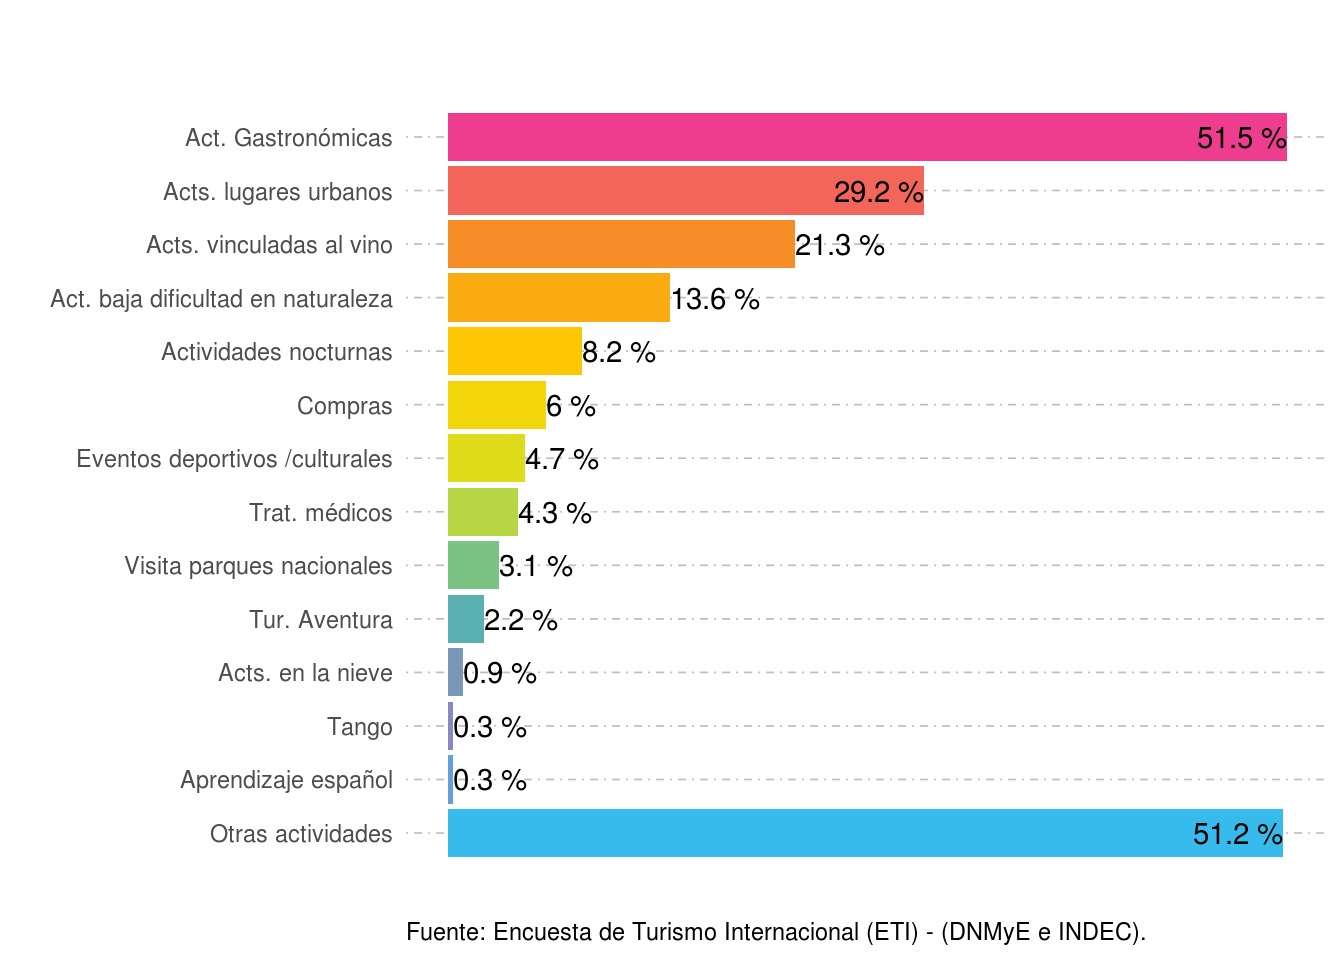 Act. Gastronómicas 51.5 %
Acts. lugares urbanos 29.2 %
Acts. vinculadas al vino 21.3 %
Act. baja dificultad en naturaleza 13.6 %
Actividades nocturnas 8.2 %
Compras 6 %
Eventos deportivos /culturales 4.7 %
Trat. médicos 4.3 %
Visita parques nacionales 3.1 %
Tur. Aventura 2.2 %
Acts. en la nieve 0.9 %
Tango 0.3 %
Aprendizaje español 0.3 %
Otras actividades 51.2 %
Fuente: Encuesta de Turismo Internacional (ETI) - (DNMyE e INDEC).